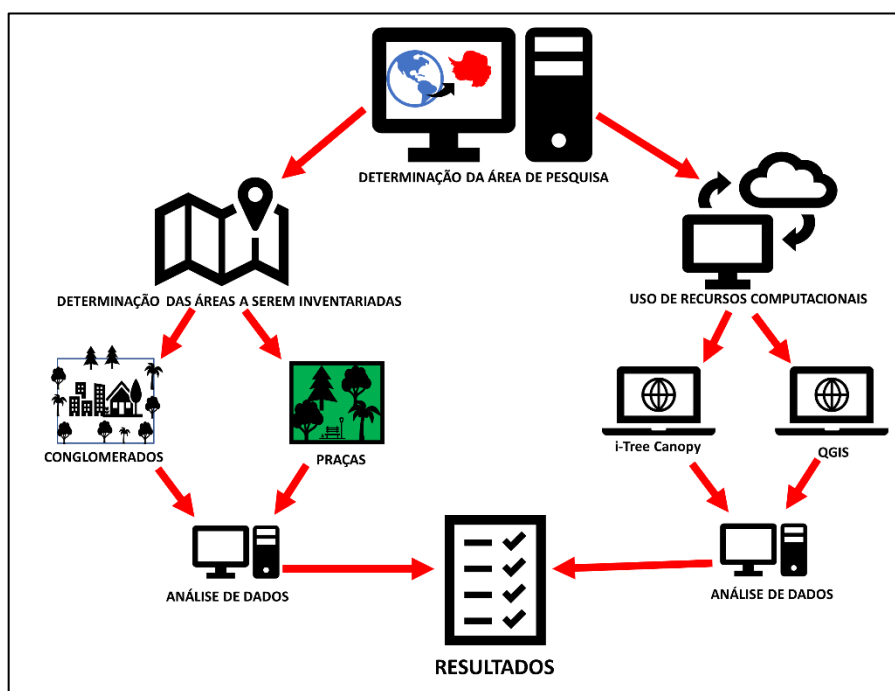 DETERMINAÇÃO DA ÁREA DE PESQUISA
DETERMINAÇÃO DAS ÁREAS A SEREM INVENTARIADAS
USO DE RECURSOS COMPUTACIONAIS
CONGLOMERADOS
PRAÇAS
i-Tree Canopy
QGIS
ANÁLISE DE DADOS
ANÁLISE DE DADOS
RESULTADOS